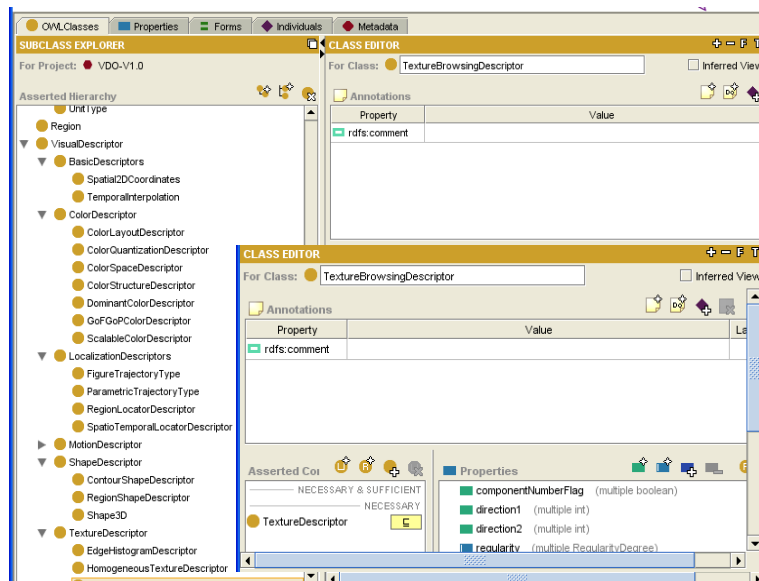 OWLClasses Properties Forms Individuals Metadata
SUBCLASS EXPLORER
For Project: VDO-V1.0
Asserted Hierarchy
UnitType
Region
VisualDescriptor
BasicDescriptors
Spatial2DCoordinates
TemporalInterpolation
ColorDescriptor
ColorLayoutDescriptor
ColorQuantizationDescriptor
ColorSpaceDescriptor
ColorStructureDescriptor
DominantColorDescriptor
GoFGoPColorDescriptor
ScalableColorDescriptor
LocalizationDescriptors
FigureTrajectoryType
ParametricTrajectoryType
RegionLocatorDescriptor
SpatioTemporalLocatorDescriptor
MotionDescriptor
ShapeDescriptor
ContourShapeDescriptor
RegionShapeDescriptor
Shape3D
TextureDescriptor
EdgeHistogramDescriptor
HomogeneousTextureDescriptor
CLASS EDITOR
For Class: TextureBrowsingDescriptor Inferred View
Annotations
Property Value
rdfs:comment
CLASS EDITOR
For Class: TextureBrowsingDescriptor Inferred View
Annotations
Property Value La
rdfs:comment
Asserted Co
NECESSARY & SUFFICIENT
NECESSARY
TextureDescriptor
Properties
componentNumberFlag (multiple boolean)
direction1 (multiple int)
direction2 (multiple int)
regularity (multiple RegularityDegree)